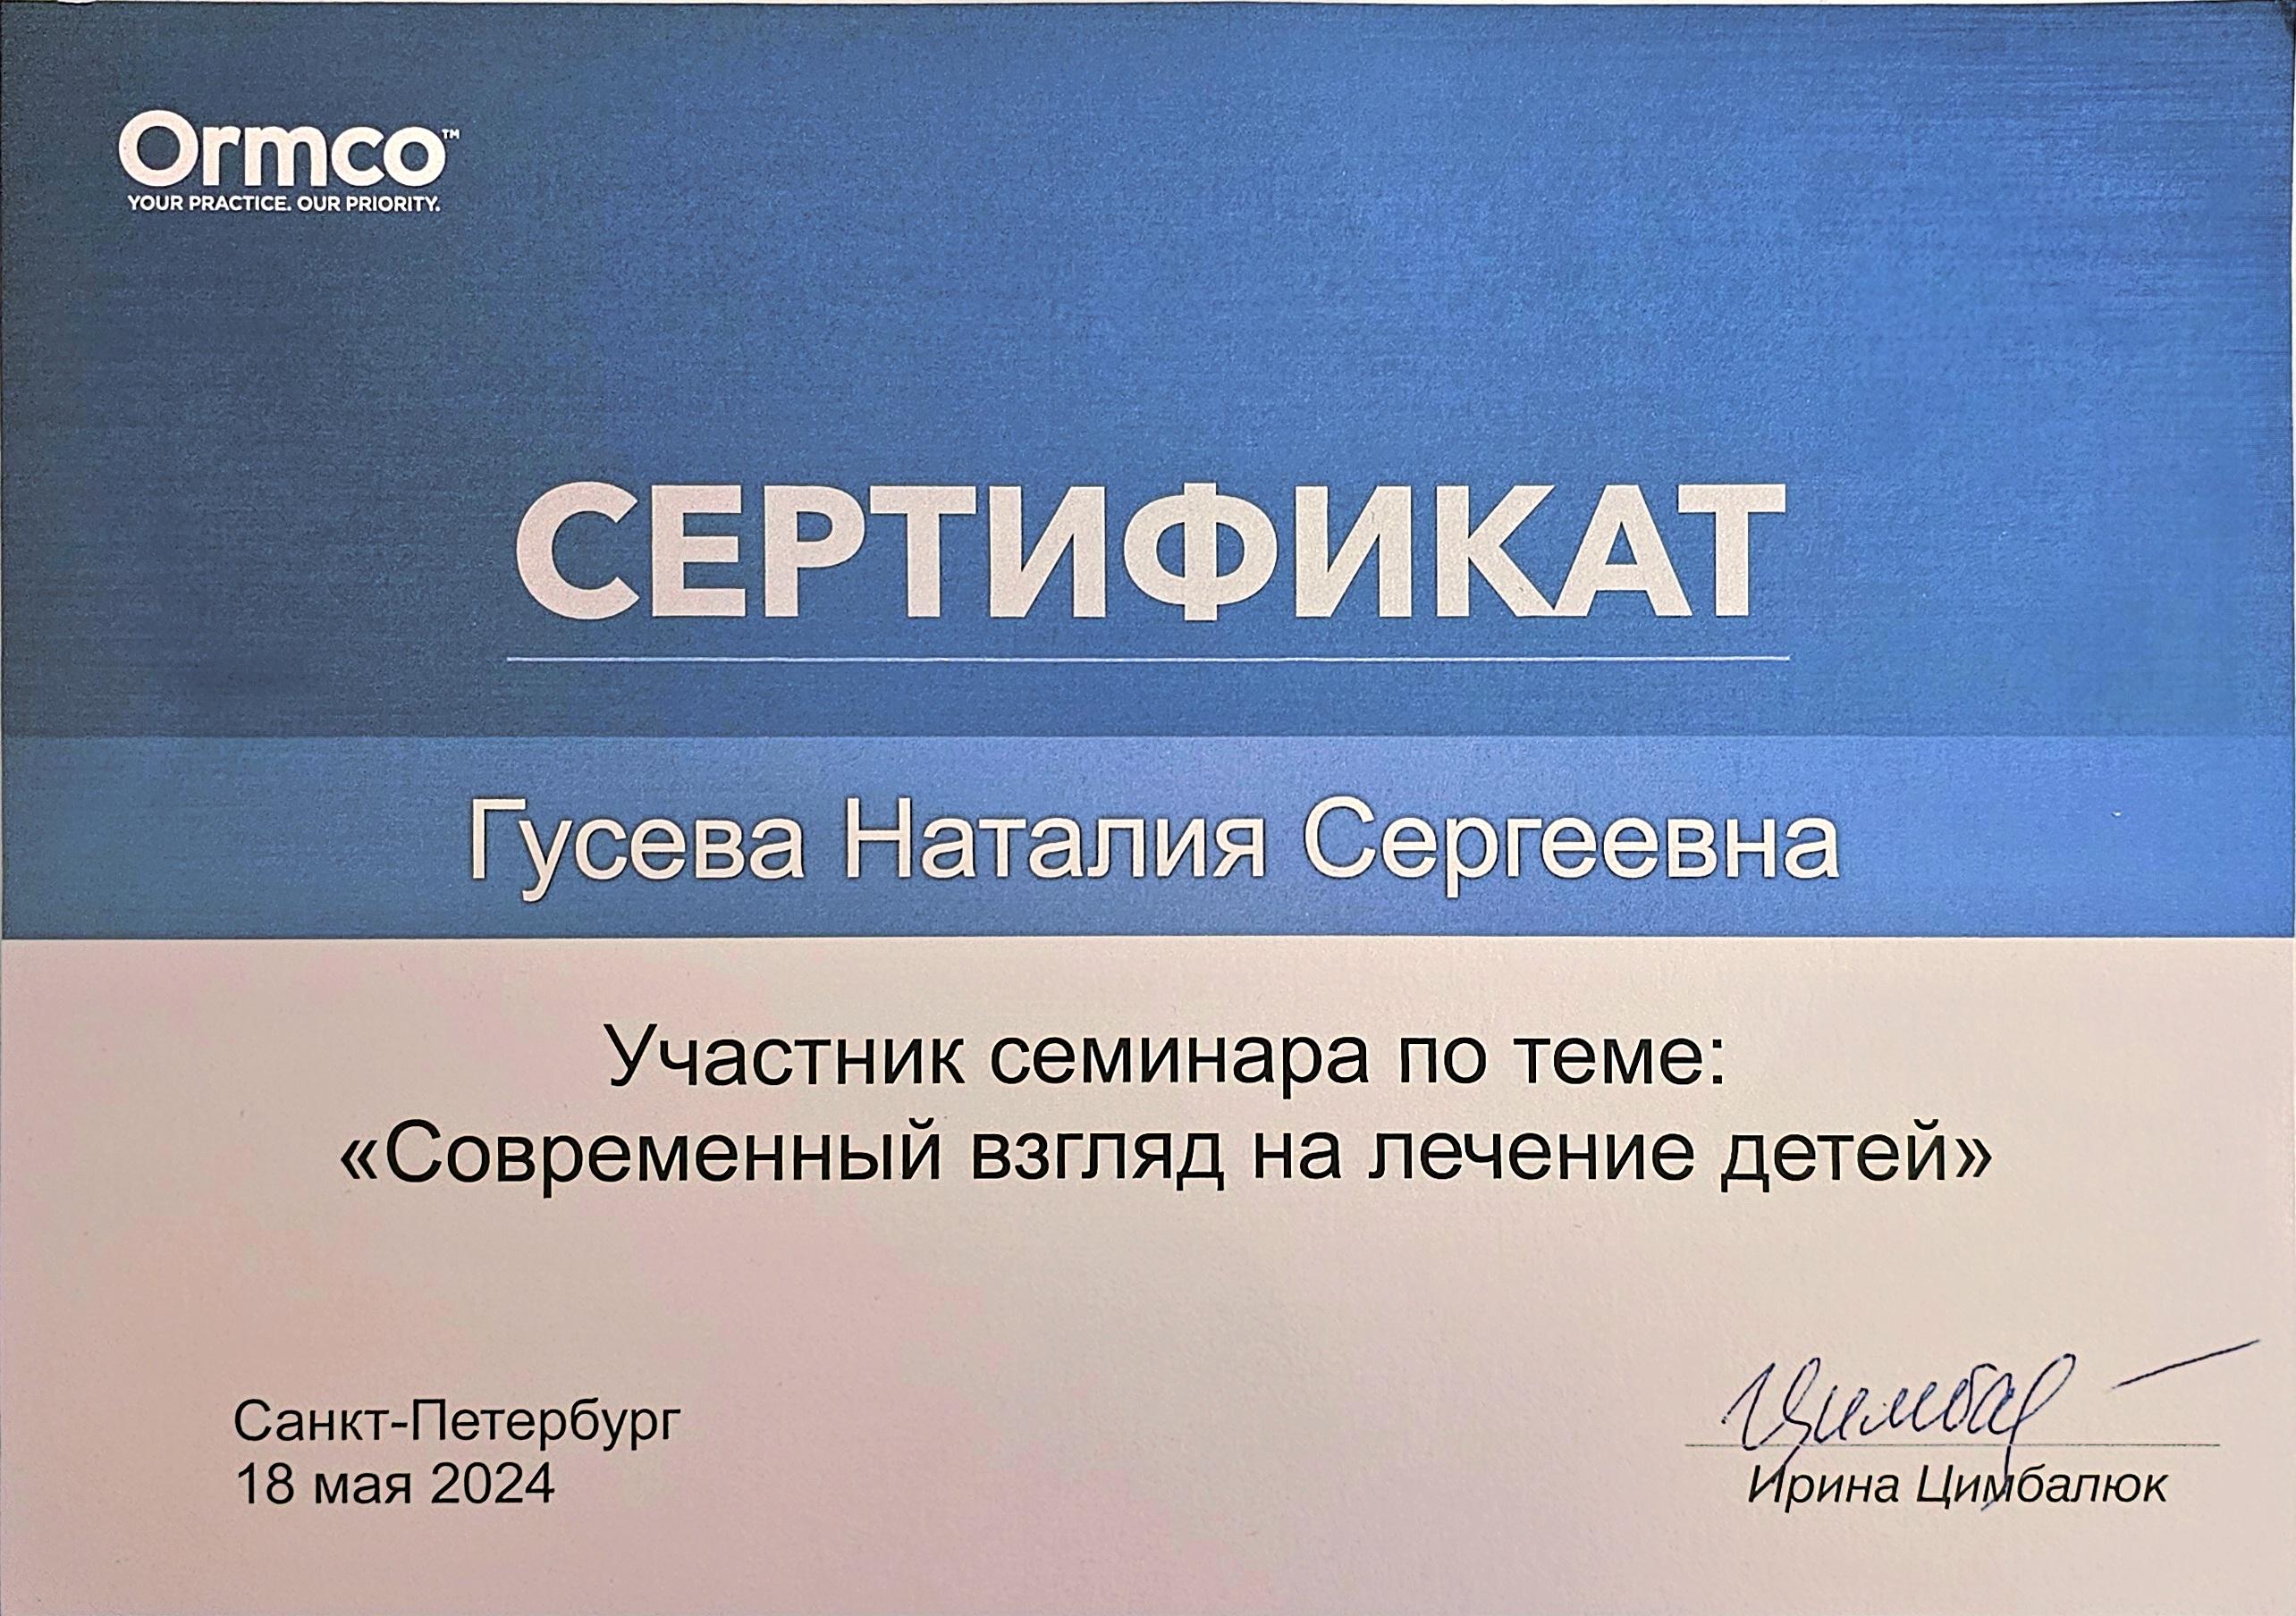 Ormco™
YOUR PRACTICE. OUR PRIORITY.
СЕРТИФИКАТ
Гусева Наталия Сергеевна
Участник семинара по теме:
«Современный взгляд на лечение детей»
Санкт-Петербург
18 мая 2024
Цимбал
Ирина Цимбалюк